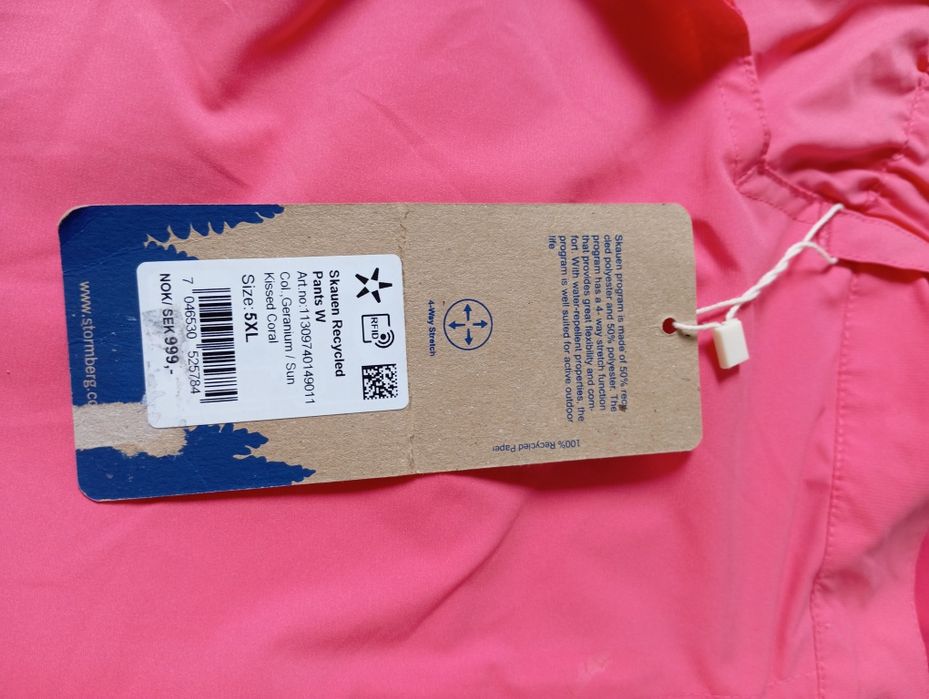 Skauen program is made of 50% recy
cled polyester and 50% polyester. The
program has a 4- way stretch function
that provides great flexibility and com-
fort. With water-repellent properties, the
program is well suited for active outdoor
life
4-Way Stretch
100% Recycled Paper
RFID
Skauen Recycled
Pants W
Art.no:11309740149011
Col.:Geranium / Sun
Kissed Coral
Size:5XL
7 046530 525784
NOK/ SEK 999,-
www.stormberg.co